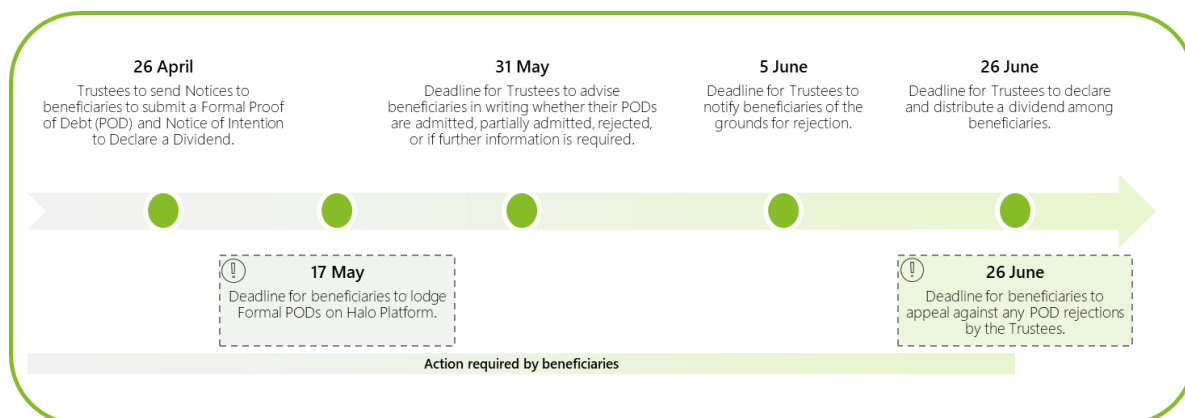 26 April
Trustees to send Notices to
beneficiaries to submit a Formal Proof
of Debt (POD) and Notice of Intention
to Declare a Dividend.
31 May
Deadline for Trustees to advise
beneficiaries in writing whether their PODs
are admitted, partially admitted, rejected,
or if further information is required.
5 June
Deadline for Trustees to
notify beneficiaries of the
grounds for rejection.
26 June
Deadline for Trustees to declare
and distribute a dividend among
beneficiaries.
17 May
Deadline for beneficiaries to lodge
Formal PODs on Halo Platform.
26 June
Deadline for beneficiaries to
appeal against any POD rejections
by the Trustees.
Action required by beneficiaries